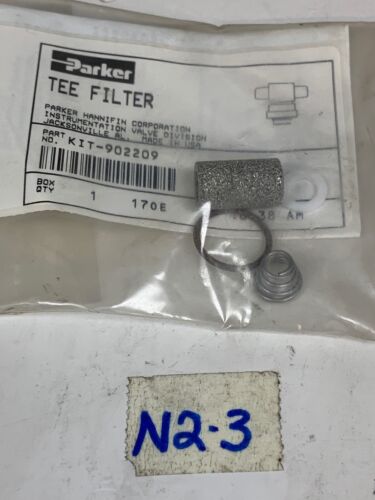 Parker
TEE FILTER
PARKER HANNIFIN CORPORATION
INSTRUMENTATION VALVE DIVISION
JACKSONVILLE AL. MADE IN USA
PART NO. KIT-902209
BOX QTY 1 170E
38 AM
N2-3